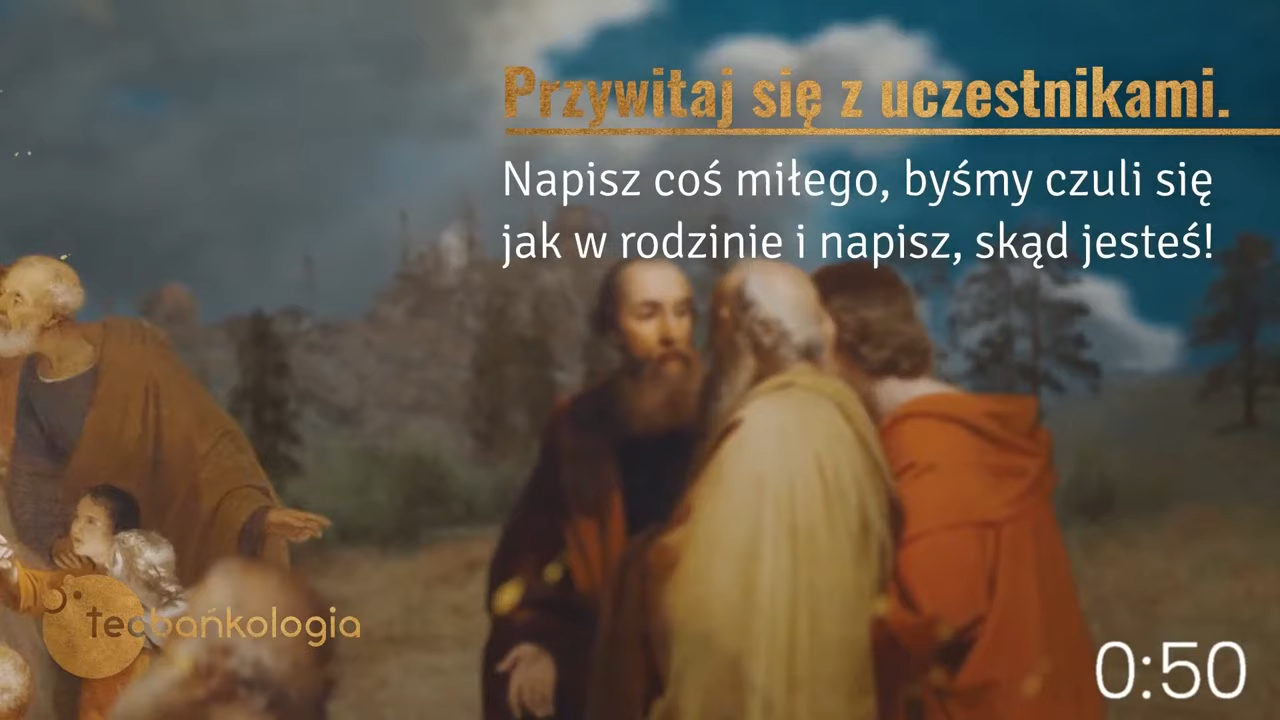 Przywitaj się z uczestnikami.
Napisz coś miłego, byśmy czuli się
jak w rodzinie i napisz, skąd jesteś!
teobańkologia
0:50